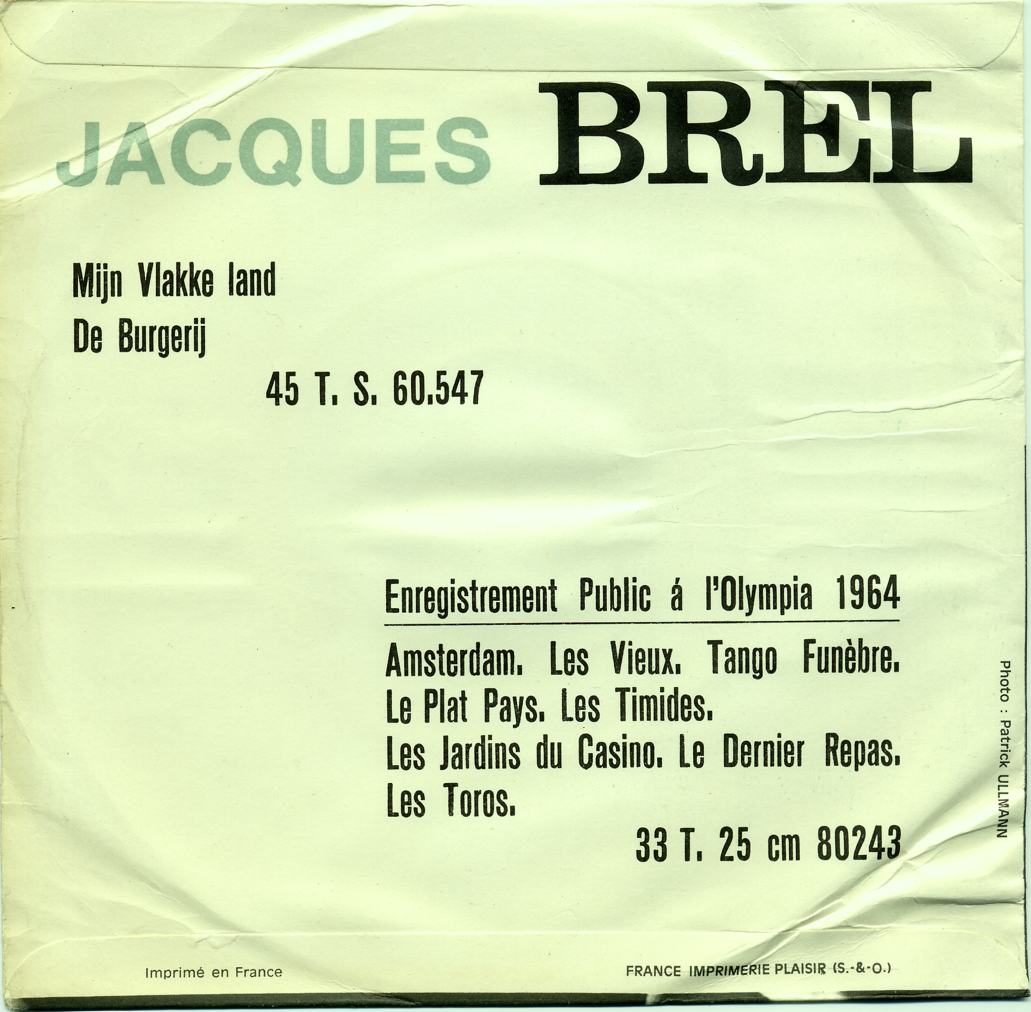 JACQUES BREL
Mijn Vlakke land
De Burgerij
45 T. S. 60.547
Enregistrement Public á l'Olympia 1964
Amsterdam. Les Vieux. Tango Funèbre.
Le Plat Pays. Les Timides.
Les Jardins du Casino. Le Dernier Repas.
Les Toros.
33 T. 25 cm 80243
Photo : Patrick ULLMANN
Imprimé en France
FRANCE IMPRIMERIE PLAISIR (S.-&-O.)